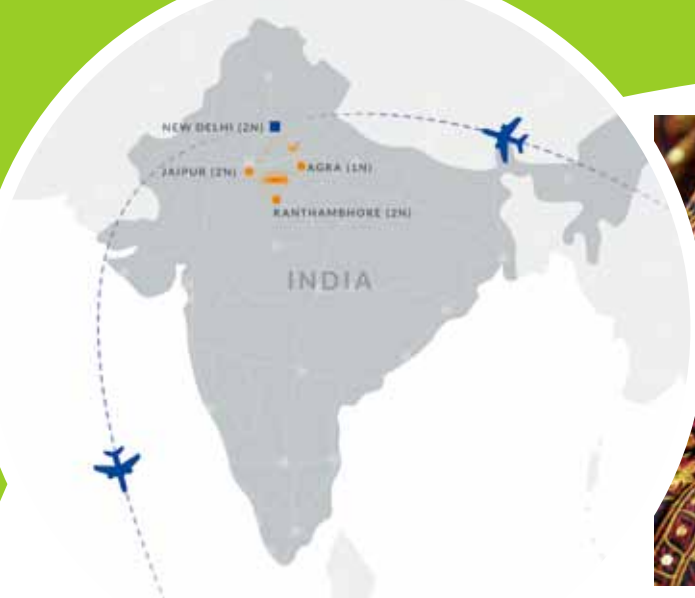 NEW DELHI (2N)
JAIPUR (2N)
AGRA (1N)
RANTHAMBHORE (2N)
INDIA